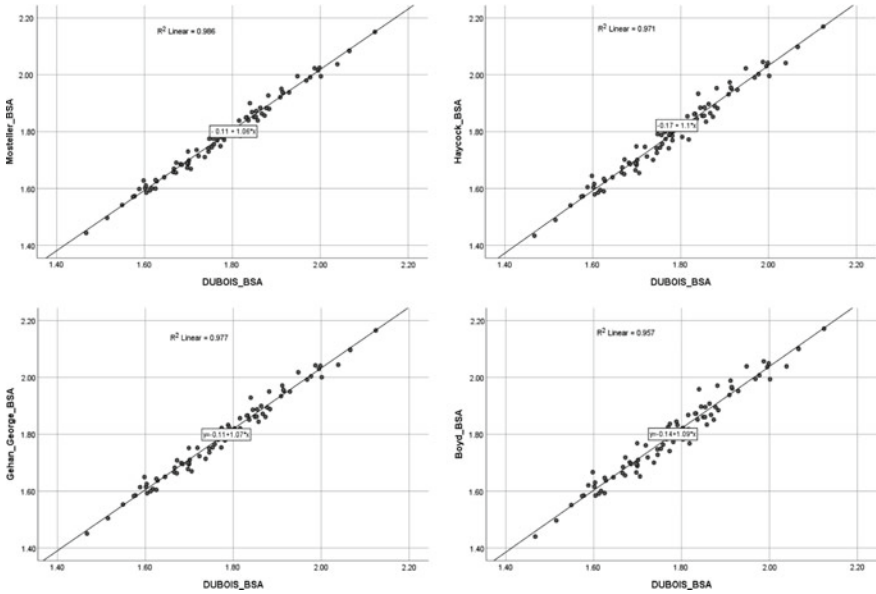 2.20
R² Linear = 0.986
2.00
Mosteller_BSA
- 0.11 + 1.06*x
1.80
1.60
1.40
1.40 1.60 1.80 2.00 2.20
DUBOIS_BSA
2.20
R² Linear = 0.971
2.00
Haycock_BSA
-0.17 + 1.1*x
1.80
1.60
1.40
1.40 1.60 1.80 2.00 2.20
DUBOIS_BSA
2.20
R² Linear = 0.977
2.00
Gehan_George_BSA
y=-0.11+1.07*x
1.80
1.60
1.40
1.40 1.60 1.80 2.00 2.20
DUBOIS_BSA
2.20
R² Linear = 0.957
2.00
Boyd_BSA
y=-0.14+1.09*x
1.80
1.60
1.40
1.40 1.60 1.80 2.00 2.20
DUBOIS_BSA